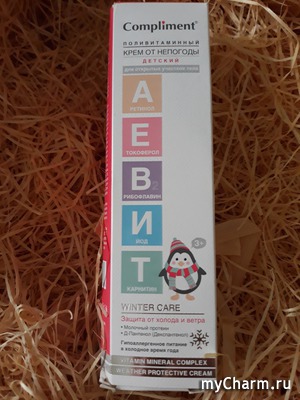 Compliment®
ПОЛИВИТАМИННЫЙ
КРЕМ ОТ НЕПОГОДЫ
ДЕТСКИЙ
для открытых участков тела
А
РЕТИНОЛ
Е
ТОКОФЕРОЛ
В2
РИБОФЛАВИН
И
ЙОД
Т
КАРНИТИН
3+
WINTER CARE
Защита от холода и ветра
• Молочный протеин
• Д-Пантенол (Декспантенол)
Гипоаллергенное питание
в холодное время года
VITAMIN MINERAL COMPLEX
WEATHER PROTECTIVE CREAM
myCharm.ru